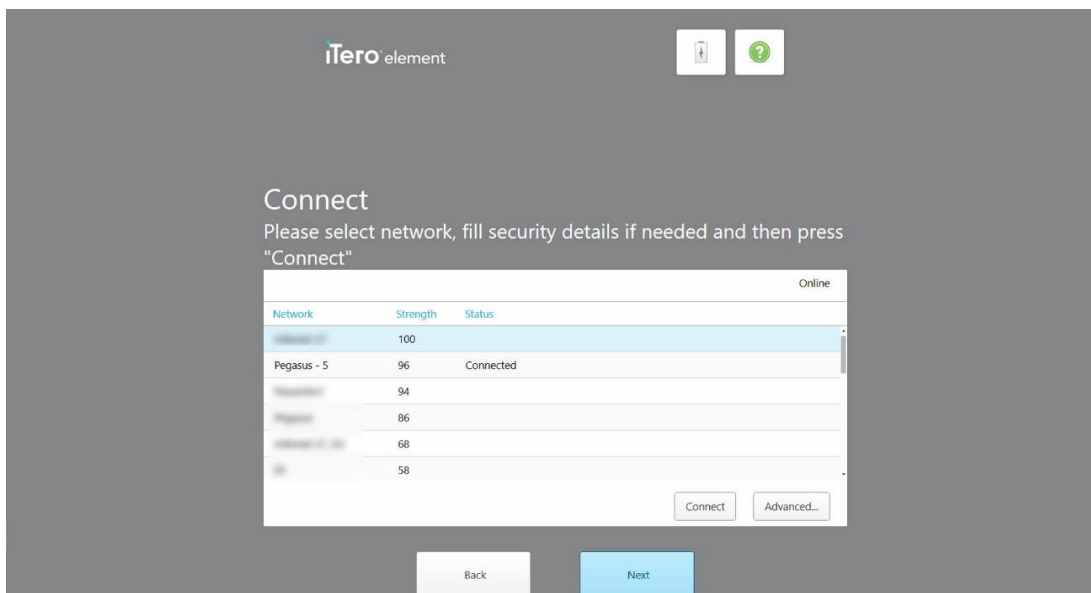 iTero element
?
Connect
Please select network, fill security details if needed and then press
"Connect"
Online
Network Strength Status
100
Pegasus - 5 96 Connected
94
86
68
58
Connect Advanced...
Back Next